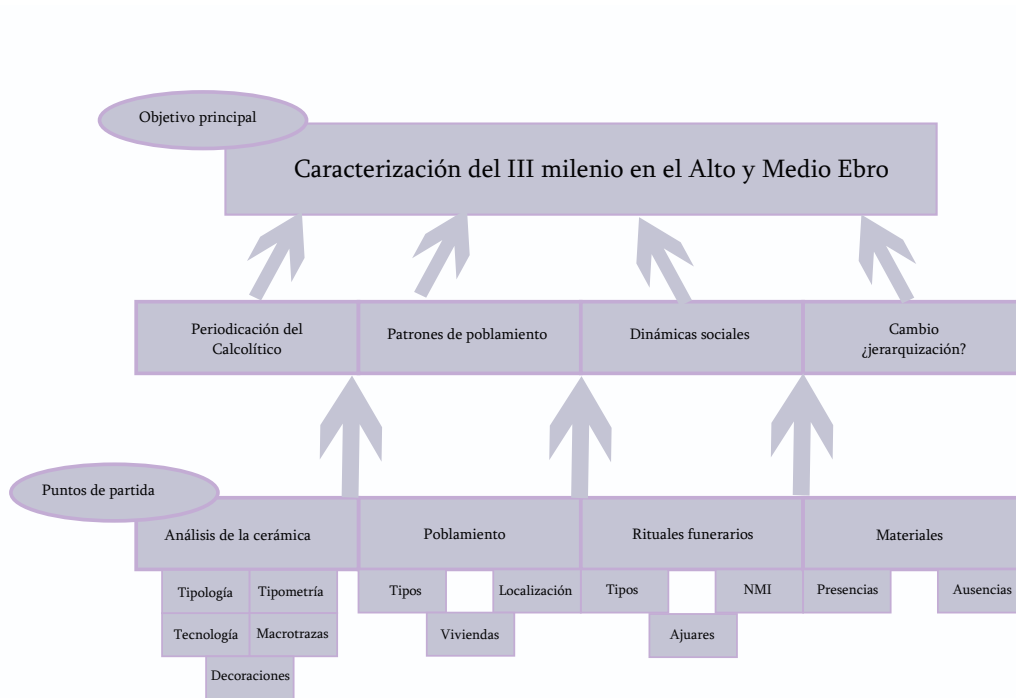 Objetivo principal
Caracterización del III milenio en el Alto y Medio Ebro
Periodicación del
Calcolítico
Patrones de poblamiento
Dinámicas sociales
Cambio
¿jerarquización?
Puntos de partida
Análisis de la cerámica
Poblamiento
Rituales funerarios
Materiales
Tipología
Tipometría
Tecnología
Macrotrazas
Decoraciones
Tipos
Localización
Viviendas
Tipos
NMI
Ajuares
Presencias
Ausencias